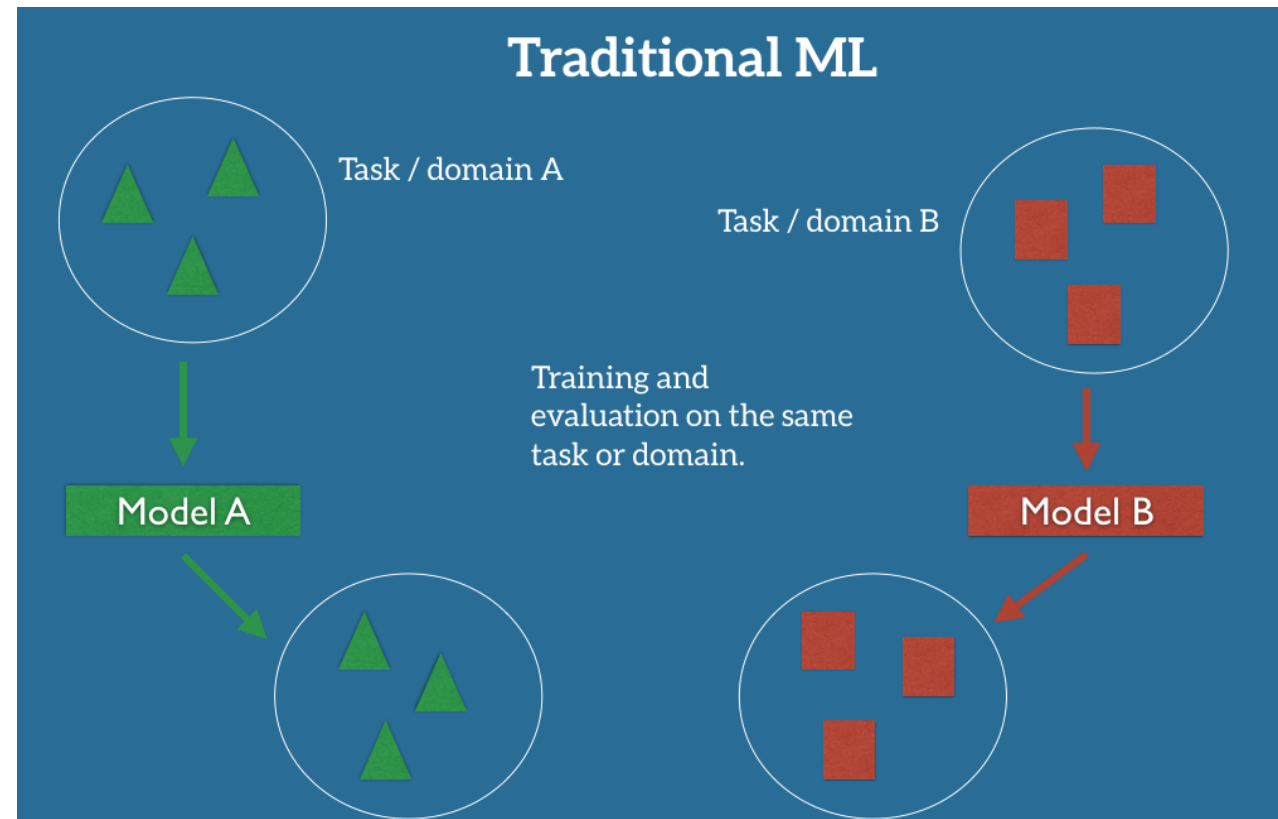 Traditional ML
Task / domain A
Task / domain B
Training and
evaluation on the same
task or domain.
Model A
Model B